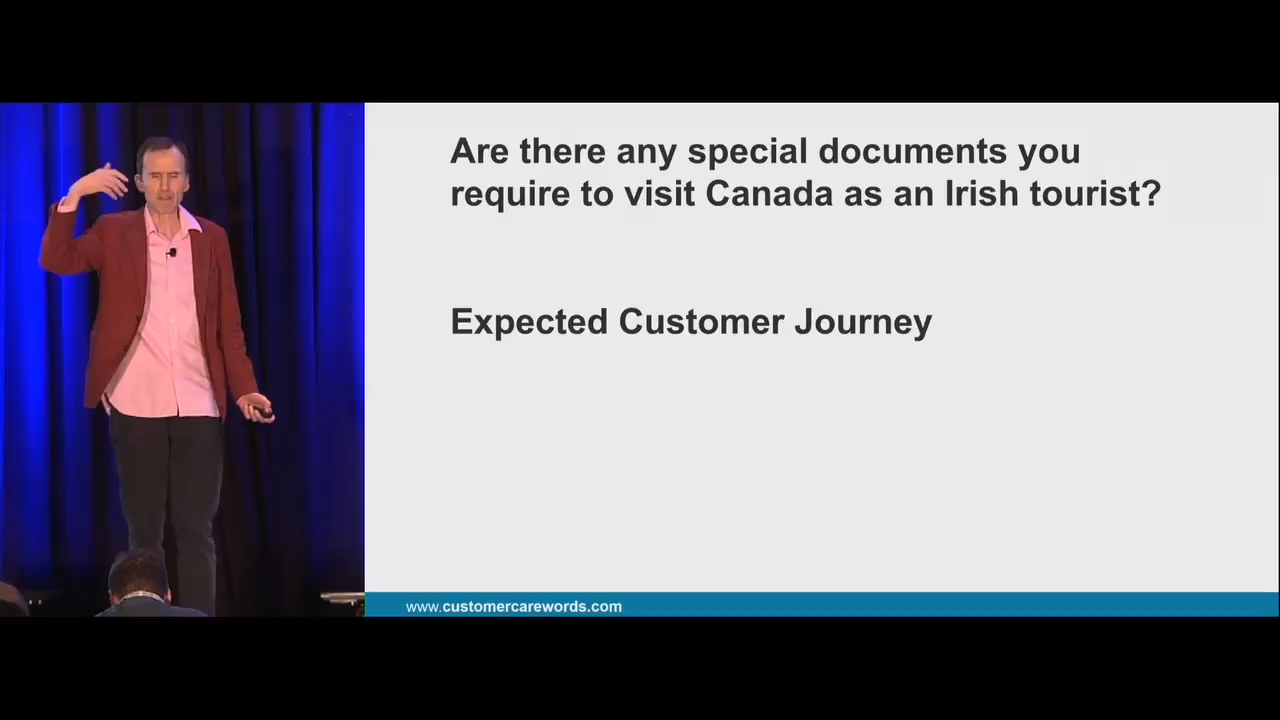 Are there any special documents you
require to visit Canada as an Irish tourist?
Expected Customer Journey
www.customercarewords.com